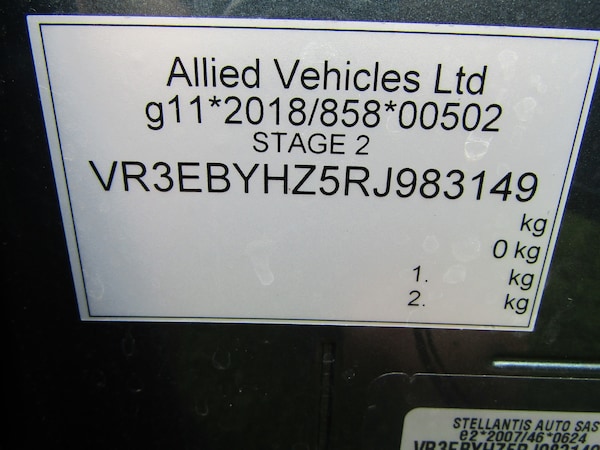 Allied Vehicles Ltd
g11*2018/858*00502
STAGE 2
VR3EBYHZ5RJ983149
kg
0 kg
1. kg
2. kg
STELLANTIS AUTO SAS
e2*2007/46*0624
VR3EBYHZ5RJ983149